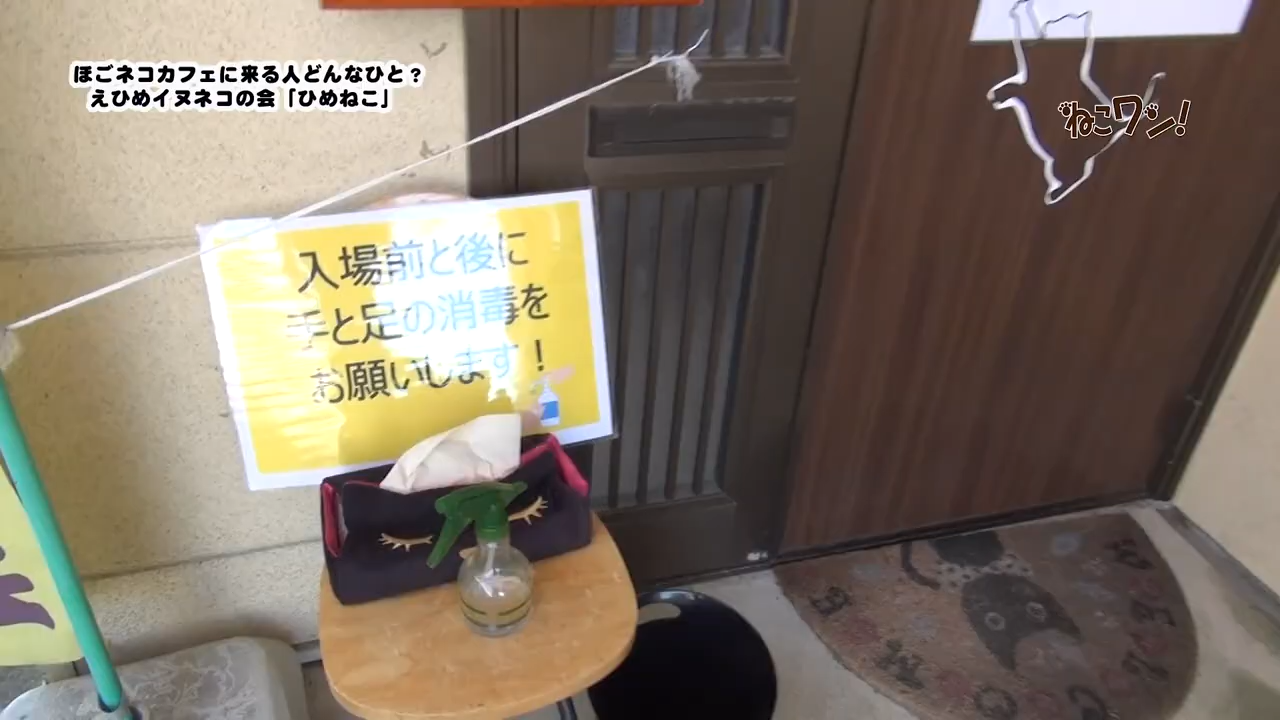 ほごネコカフェに来る人どんなひと？
えひめイヌネコの会「ひめねこ」
ねこワン！
入場前と後に
手と足の消毒を
お願いします！